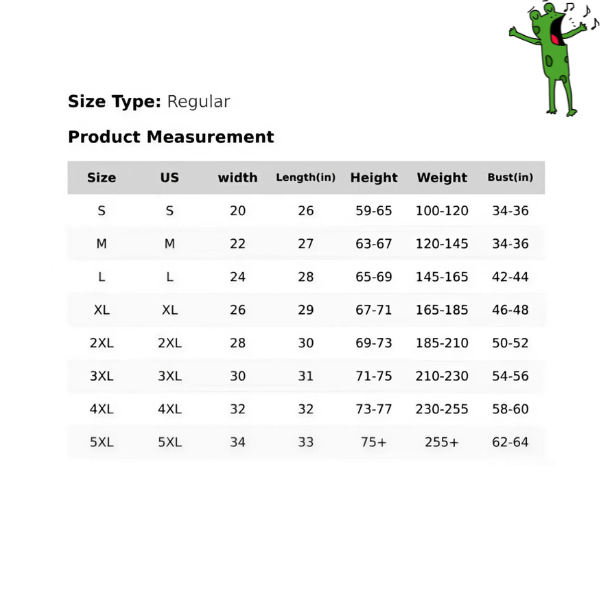 Size Type: Regular
Product Measurement
Size US width Length(in) Height Weight Bust(in)
S S 20 26 59-65 100-120 34-36
M M 22 27 63-67 120-145 34-36
L L 24 28 65-69 145-165 42-44
XL XL 26 29 67-71 165-185 46-48
2XL 2XL 28 30 69-73 185-210 50-52
3XL 3XL 30 31 71-75 210-230 54-56
4XL 4XL 32 32 73-77 230-255 58-60
5XL 5XL 34 33 75+ 255+ 62-64